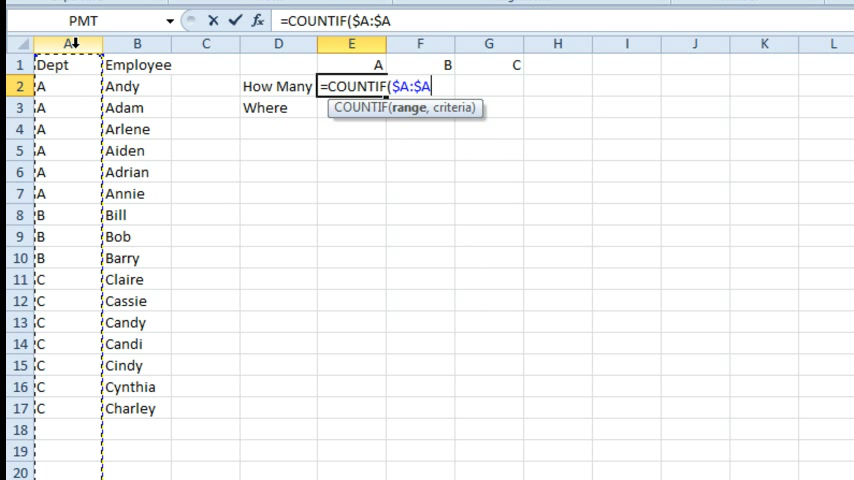 PMT =COUNTIF($A:$A
A B C D E F G H I J K L
1 Dept Employee A B C
2 A Andy How Many =COUNTIF($A:$A
3 A Adam Where COUNTIF(range, criteria)
4 A Arlene
5 A Aiden
6 A Adrian
7 A Annie
8 B Bill
9 B Bob
10 B Barry
11 C Claire
12 C Cassie
13 C Candy
14 C Candi
15 C Cindy
16 C Cynthia
17 C Charley
18
19
20